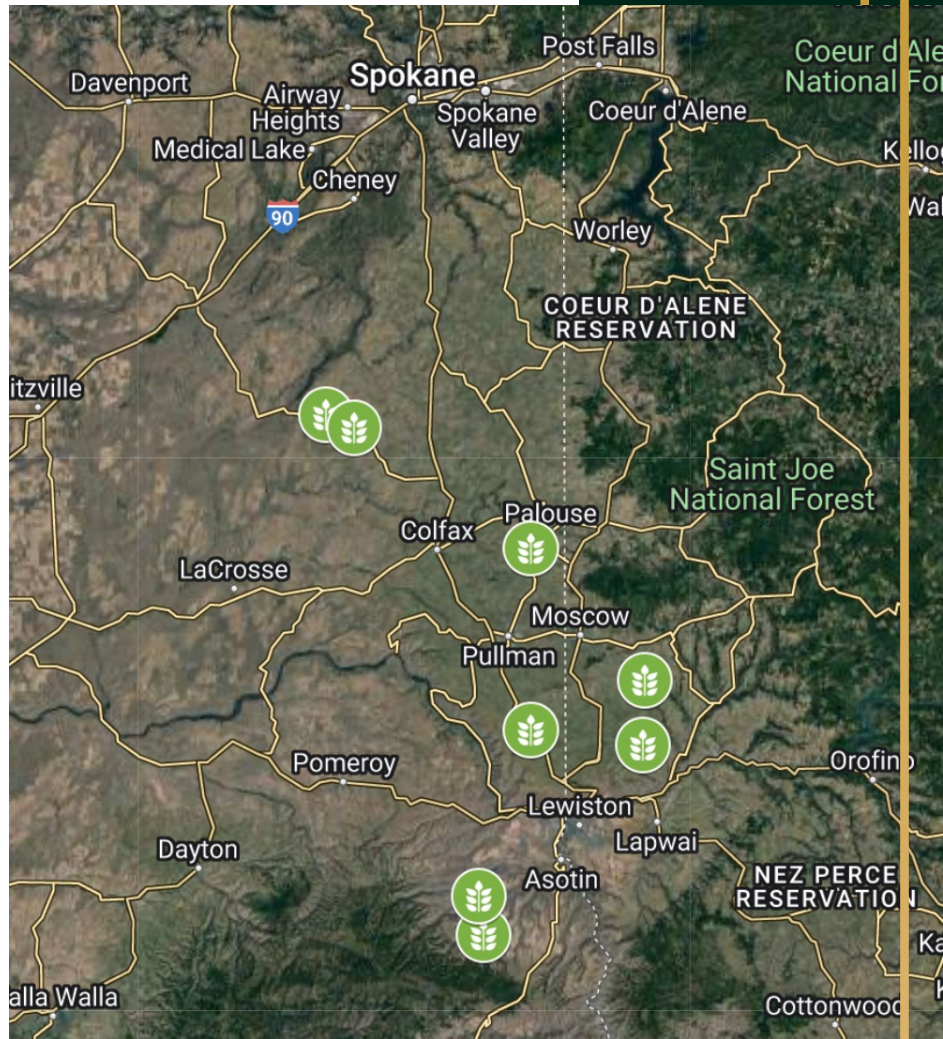 Post Falls
Coeur d'Ale
National For
Davenport
Spokane
Airway
Heights
Spokane
Valley
Coeur d'Alene
Medical Lake
Kellog
Cheney
90
Wal
Worley
COEUR D'ALENE
RESERVATION
itzville
Saint Joe
National Forest
Palouse
Colfax
LaCrosse
Moscow
Pullman
Pomeroy
Orofino
Lewiston
Lapwai
Dayton
Asotin
NEZ PERCE
RESERVATION
Ka
alla Walla
K
Cottonwood